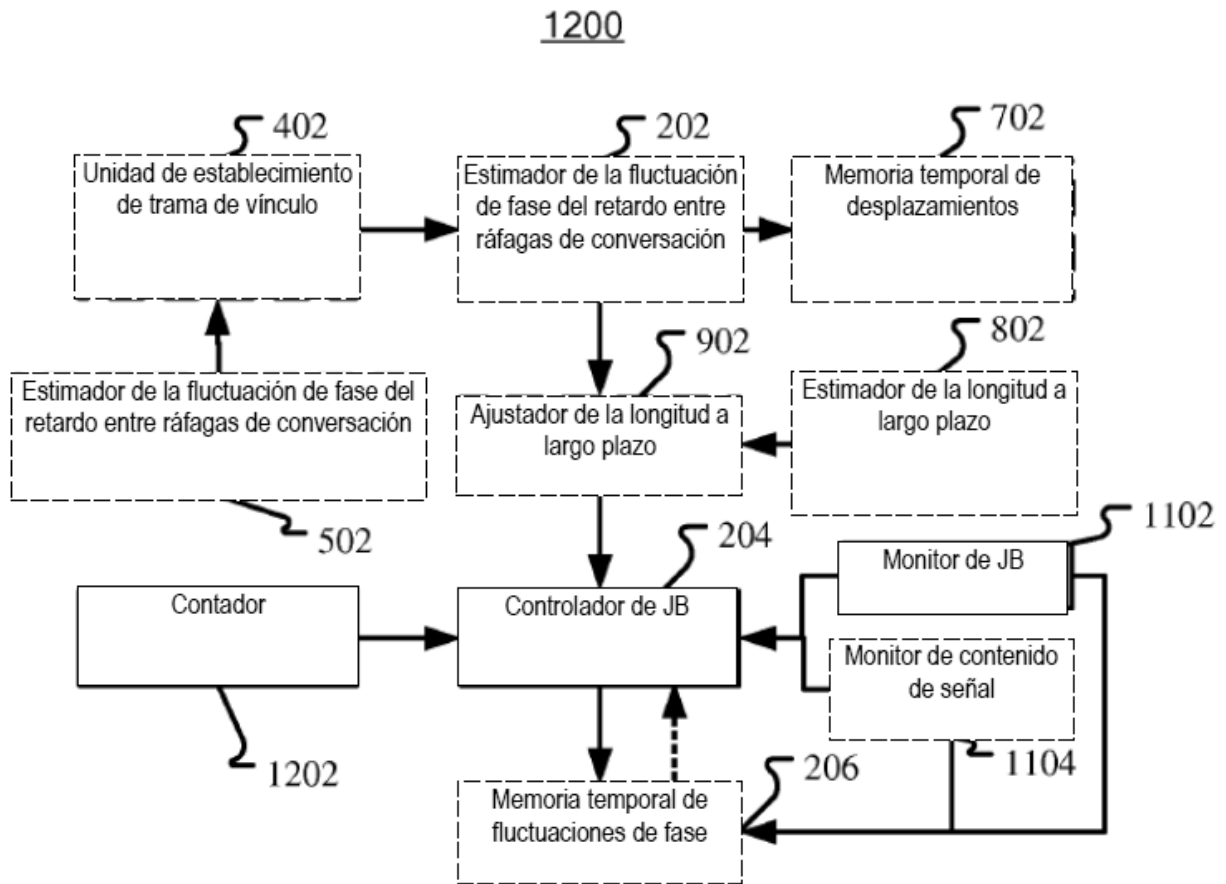 1200
402
202
702
Unidad de establecimiento
de trama de vínculo
Estimador de la fluctuación
de fase del retardo entre
ráfagas de conversación
Memoria temporal de
desplazamientos
902
802
Estimador de la fluctuación de fase del
retardo entre ráfagas de conversación
Ajustador de la longitud a
largo plazo
Estimador de la longitud a
largo plazo
502
204
1102
Contador
Controlador de JB
Monitor de JB
Monitor de contenido
de señal
1202
206
1104
Memoria temporal de
fluctuaciones de fase